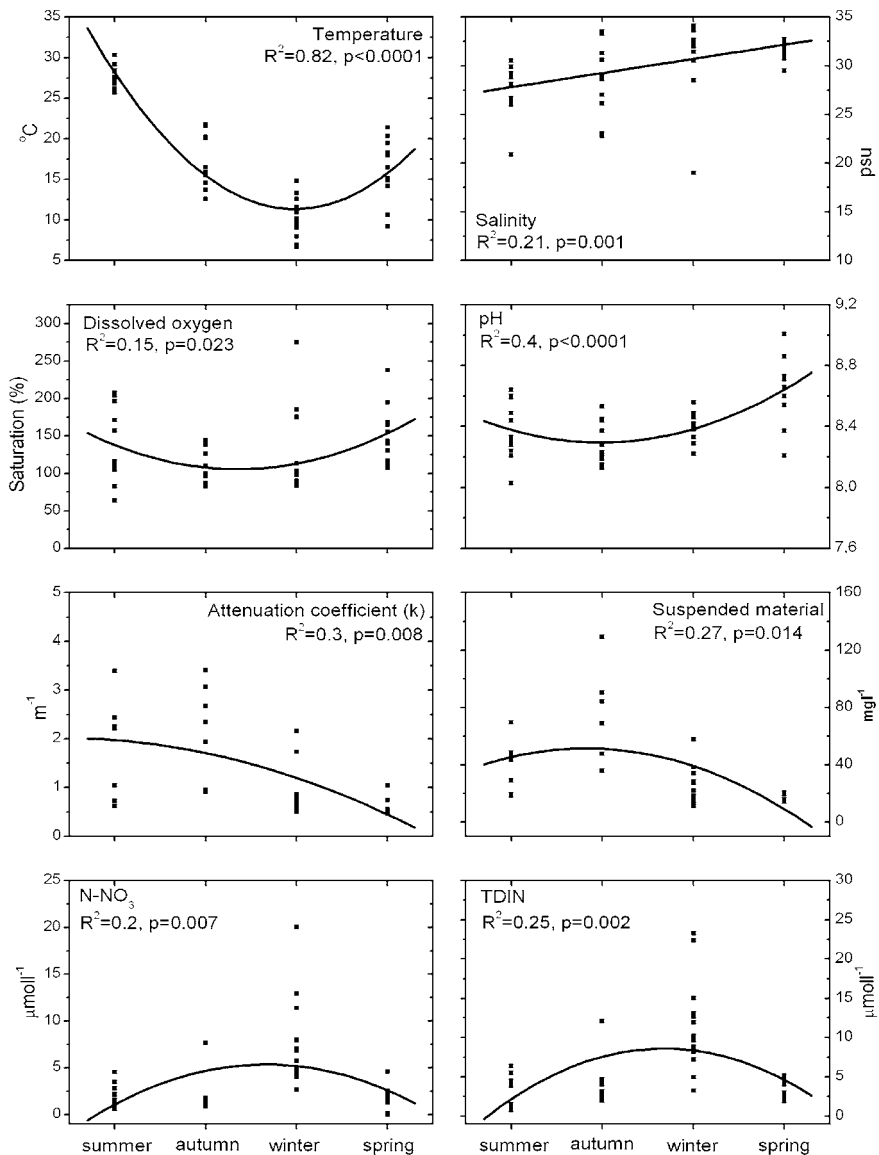 Temperature
R²=0.82, p<0.0001
°C
35
30
25
20
15
10
5
Salinity
R²=0.21, p=0.001
psu
35
30
25
20
15
10
Dissolved oxygen
R²=0.15, p=0.023
Saturation (%)
300
250
200
150
100
50
0
pH
R²=0.4, p<0.0001
9,2
8,8
8,4
8,0
7,6
Attenuation coefficient (k)
R²=0.3, p=0.008
m⁻¹
5
4
3
2
1
0
Suspended material
R²=0.27, p=0.014
mgl⁻¹
160
120
80
40
0
N-NO₃
R²=0.2, p=0.007
µmoll⁻¹
25
20
15
10
5
0
summer autumn winter spring
TDIN
R²=0.25, p=0.002
µmoll⁻¹
30
25
20
15
10
5
0
summer autumn winter spring